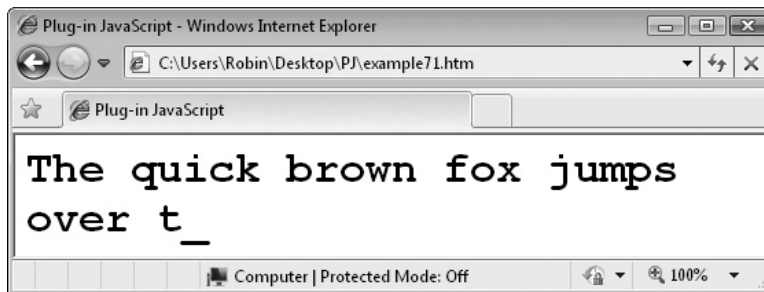 Plug-in JavaScript - Windows Internet Explorer
C:\Users\Robin\Desktop\PJ\example71.htm
Plug-in JavaScript
The quick brown fox jumps
over t_
Computer | Protected Mode: Off
100%